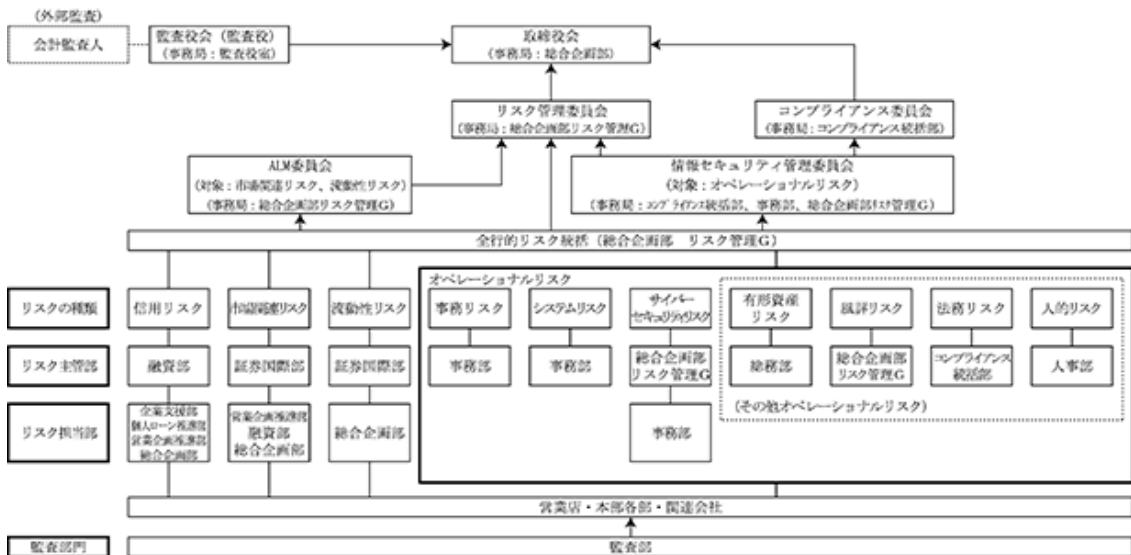 (外部監査)
会計監査人
監査役会（監査役）
(事務局：監査役室)
取締役会
(事務局：総合企画部)
リスク管理委員会
(事務局：総合企画部リスク管理G)
コンプライアンス委員会
(事務局：コンプライアンス統括部)
ALM委員会
(対象：市場関連リスク、流動性リスク)
(事務局：総合企画部リスク管理G)
情報セキュリティ管理委員会
(対象：オペレーショナルリスク)
(事務局：コンプライアンス統括部、事務部、総合企画部リスク管理G)
全行的リスク統括（総合企画部　リスク管理G）
オペレーショナルリスク
リスクの種類
信用リスク
市場関連リスク
流動性リスク
事務リスク
システムリスク
サイバー
セキュリティリスク
有形資産
リスク
風評リスク
法務リスク
人的リスク
リスク主管部
融資部
証券国際部
証券国際部
事務部
事務部
総合企画部
リスク管理G
総務部
総合企画部
リスク管理G
コンプライアンス
統括部
人事部
(その他オペレーショナルリスク)
リスク担当部
企業支援部
個人ローン推進部
営業企画推進部
総合企画部
営業企画推進部
融資部
総合企画部
総合企画部
事務部
営業店・本部各部・関連会社
監査部門
監査部